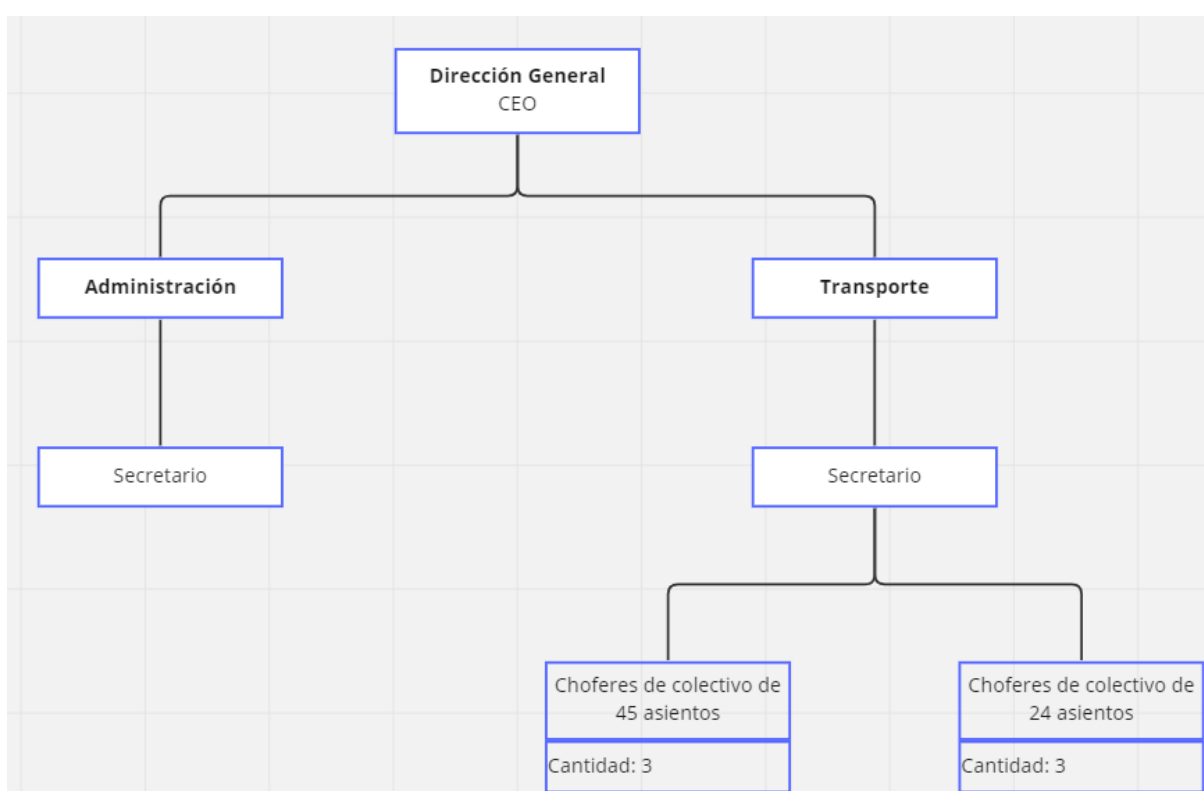 Dirección General
CEO
Administración
Transporte
Secretario
Secretario
Choferes de colectivo de
45 asientos
Cantidad: 3
Choferes de colectivo de
24 asientos
Cantidad: 3